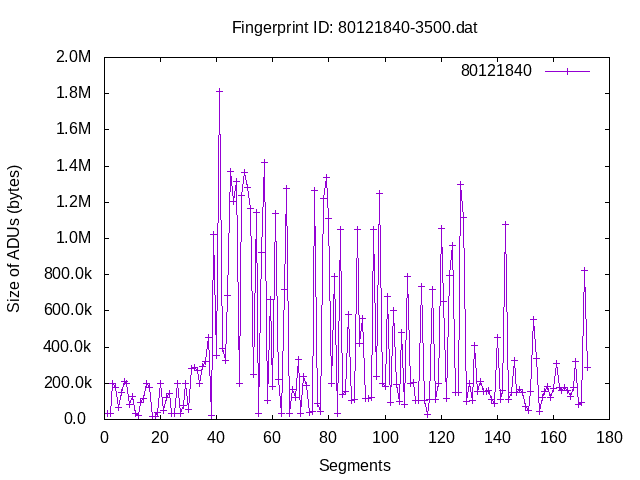 Fingerprint ID: 80121840-3500.dat
80121840
Size of ADUs (bytes)
2.0M
1.8M
1.6M
1.4M
1.2M
1.0M
800.0k
600.0k
400.0k
200.0k
0.0
0 20 40 60 80 100 120 140 160 180
Segments